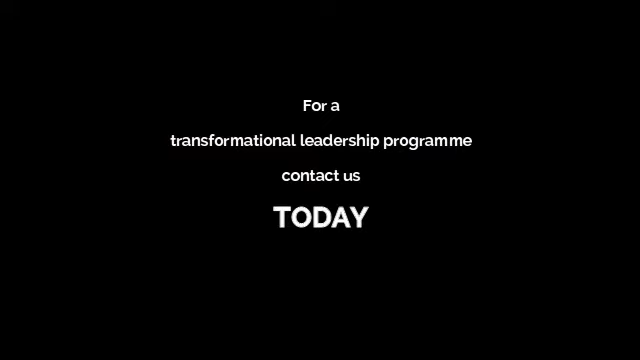 For a
transformational leadership programme
contact us
TODAY